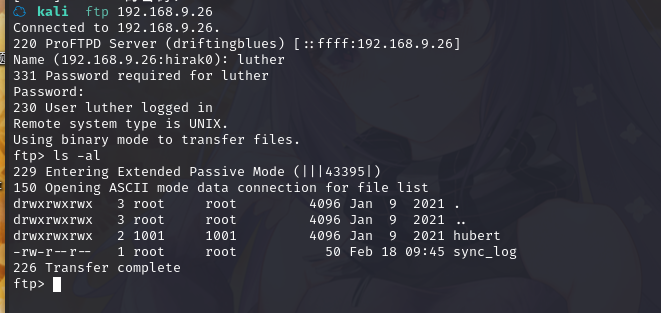 kali ftp 192.168.9.26
Connected to 192.168.9.26.
220 ProFTPD Server (driftingblues) [::ffff:192.168.9.26]
Name (192.168.9.26:hirak0): luther
331 Password required for luther
Password:
230 User luther logged in
Remote system type is UNIX.
Using binary mode to transfer files.
ftp> ls -al
229 Entering Extended Passive Mode (|||43395|)
150 Opening ASCII mode data connection for file list
drwxrwxrwx   3 root     root         4096 Jan  9  2021 .
drwxrwxrwx   3 root     root         4096 Jan  9  2021 ..
drwxrwxrwx   2 1001     1001         4096 Jan  9  2021 hubert
-rw-r--r--   1 root     root           50 Feb 18 09:45 sync_log
226 Transfer complete
ftp>